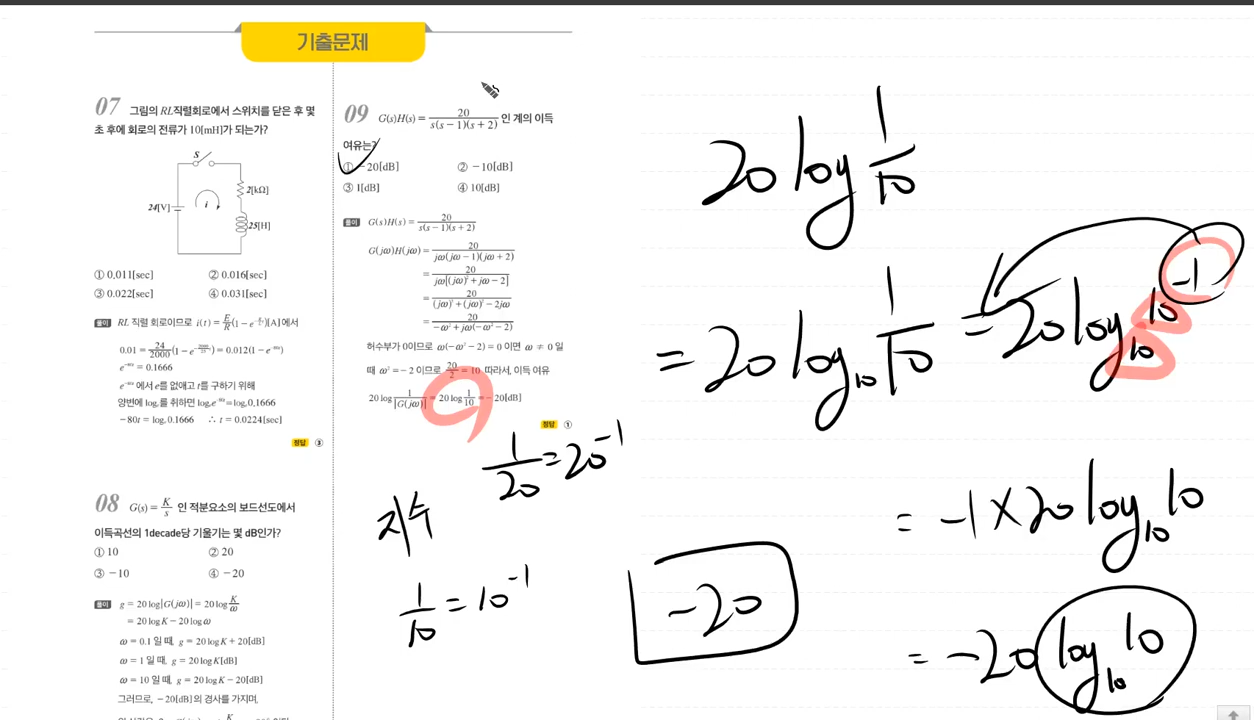 기출문제
07 그림의 RL직렬회로에서 스위치를 닫은 후 몇
초 후에 회로의 전류가 10[mH]가 되는가?
S
2[kΩ]
24[V]
i
25[H]
① 0.011[sec] ② 0.016[sec]
③ 0.022[sec] ④ 0.031[sec]
풀이 RL 직렬 회로이므로 i(t) = E/R(1 − e^(−R/L t))[A]에서
0.01 = 24/2000(1 − e^(−2000/25 t)) = 0.012(1 − e^(−80t))
e^(−80t) = 0.1666
e^(−80t)에서 e를 없애고 t를 구하기 위해
양변에 logₑ를 취하면 logₑe^(−80t) = logₑ0.1666
−80t = logₑ0.1666 ∴ t = 0.0224[sec]
정답 ③
08 G(s) = K/s 인 적분요소의 보드선도에서
이득곡선의 1decade당 기울기는 몇 dB인가?
① 10 ② 20
③ −10 ④ −20
풀이 g = 20 log|G(jω)| = 20 log K/ω
= 20 log K − 20 log ω
ω = 0.1 일 때, g = 20 log K + 20[dB]
ω = 1 일 때, g = 20 log K[dB]
ω = 10 일 때, g = 20 log K − 20[dB]
그러므로, −20[dB]의 경사를 가지며,
09 G(s)H(s) = 20/(s(s − 1)(s + 2)) 인 계의 이득
여유는?
① −20[dB] ② −10[dB]
③ 1[dB] ④ 10[dB]
풀이 G(s)H(s) = 20/(s(s − 1)(s + 2))
G(jω)H(jω) = 20/(jω(jω − 1)(jω + 2))
= 20/(jω[(jω)² + jω − 2])
= 20/((jω)³ + (jω)² − 2jω)
= 20/(−ω² + jω(−ω² − 2))
허수부가 0이므로 ω(−ω² − 2) = 0 이면 ω ≠ 0 일
때 ω² = −2 이므로 20/2 = 10 따라서, 이득 여유
20 log 1/|G(jω)| = 20 log 1/10 = −20[dB]
정답 ①
9
1/20 = 20⁻¹
지수
1/10 = 10⁻¹
20 log 1/10
= 20 log₁₀ 1/10 = 20 log₁₀ 10⁻¹
= −1 × 20 log₁₀ 10
= −20 log₁₀ 10
−20